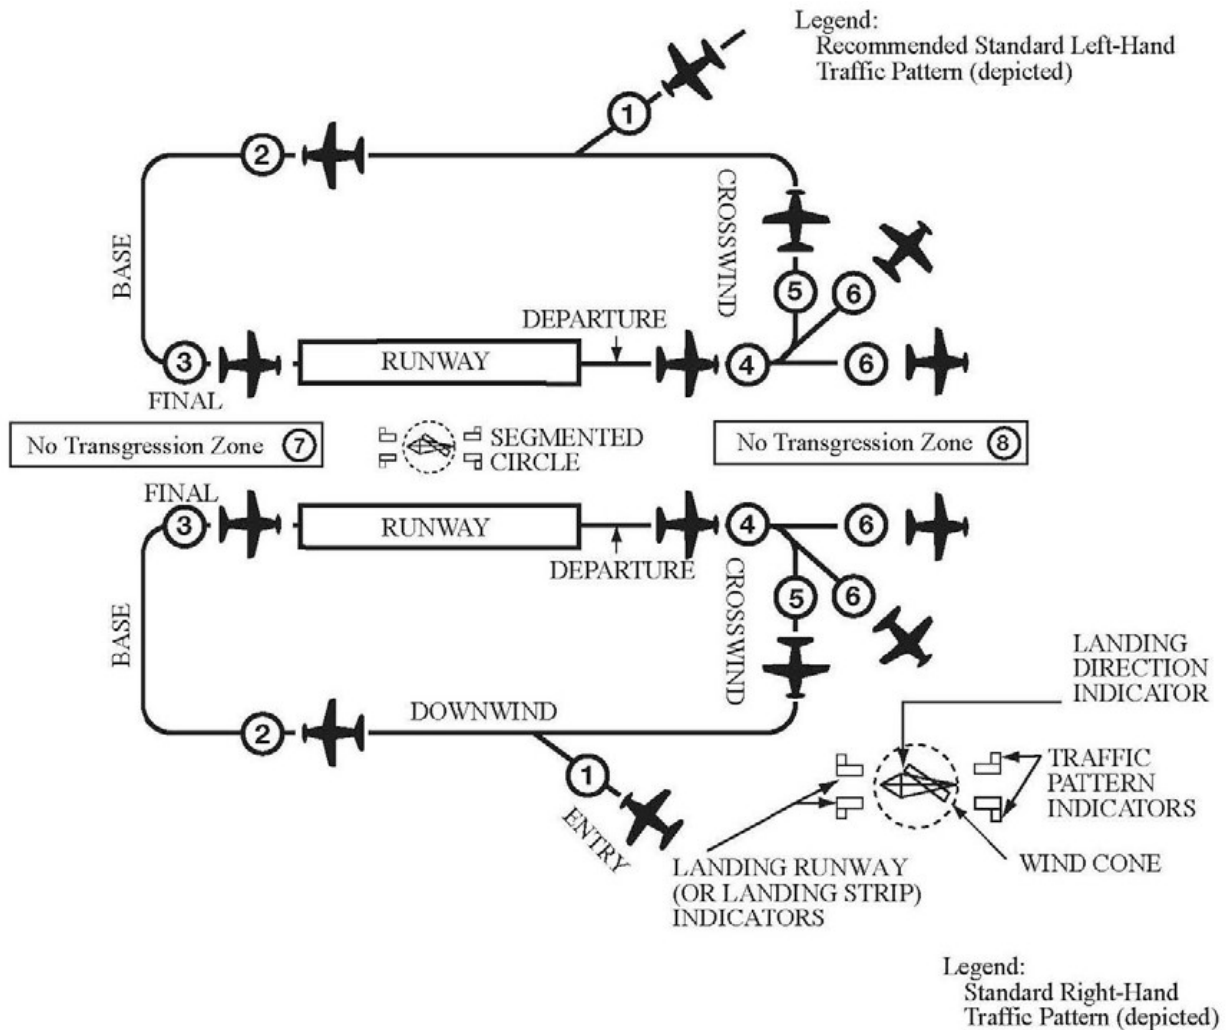 Legend:
Recommended Standard Left-Hand
Traffic Pattern (depicted)
1
2
CROSSWIND
BASE
5
6
DEPARTURE
3
RUNWAY
4
6
FINAL
No Transgression Zone 7
SEGMENTED
CIRCLE
No Transgression Zone 8
FINAL
3
RUNWAY
4
6
DEPARTURE
CROSSWIND
5
6
BASE
LANDING
DIRECTION
INDICATOR
2
DOWNWIND
1
ENTRY
TRAFFIC
PATTERN
INDICATORS
WIND CONE
LANDING RUNWAY
(OR LANDING STRIP)
INDICATORS
Legend:
Standard Right-Hand
Traffic Pattern (depicted)